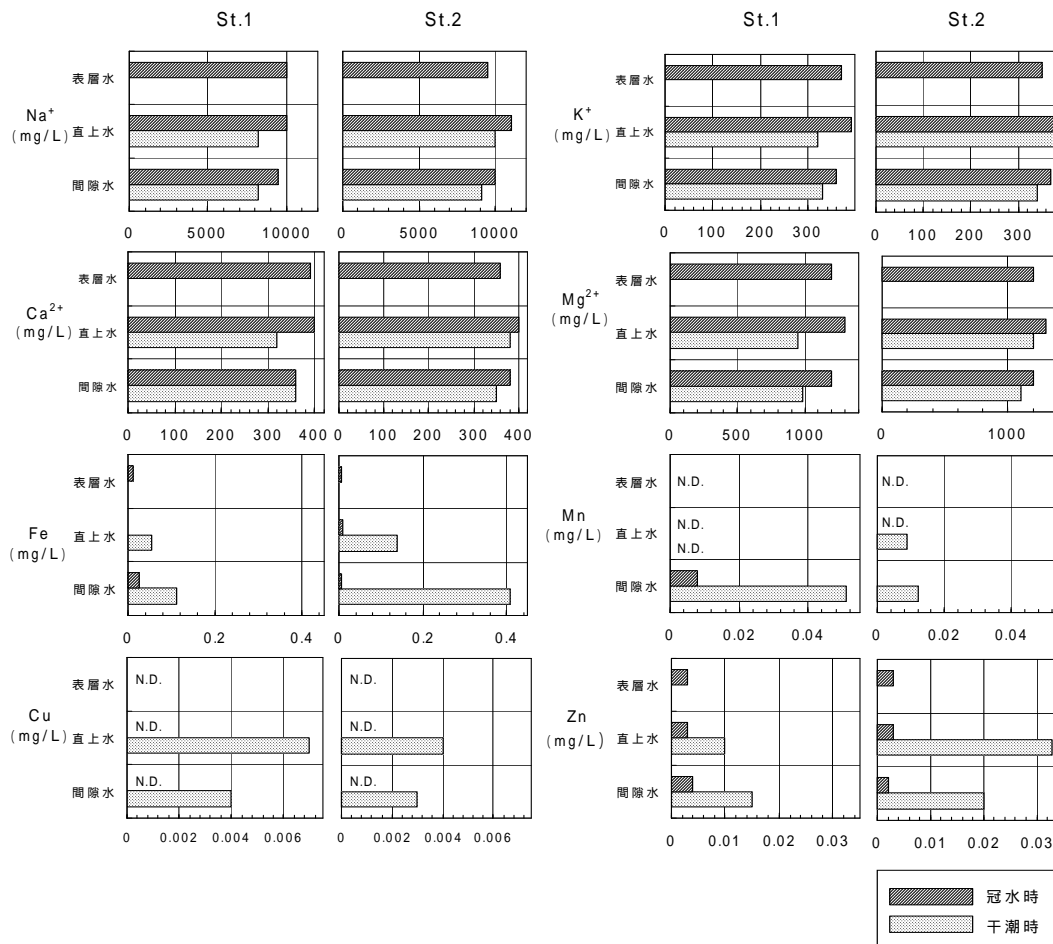 St.1 St.2 St.1 St.2
表層水
Na+
(mg/L)
直上水
間隙水
0 5000 10000
0 5000 10000
表層水
K+
(mg/L)
直上水
間隙水
0 100 200 300
0 100 200 300
表層水
Ca2+
(mg/L)
直上水
間隙水
0 100 200 300 400
0 100 200 300 400
表層水
Mg2+
(mg/L)
直上水
間隙水
0 500 1000
0 1000
表層水
Fe
(mg/L)
直上水
間隙水
0 0.2 0.4
0 0.2 0.4
表層水 N.D. N.D.
Mn
(mg/L)
直上水 N.D. N.D.
N.D.
間隙水
0 0.02 0.04
0 0.02 0.04
表層水 N.D. N.D.
Cu
(mg/L)
直上水 N.D. N.D.
間隙水 N.D. N.D.
0 0.002 0.004 0.006
0 0.002 0.004 0.006
表層水
Zn
(mg/L)
直上水
間隙水
0 0.01 0.02 0.03
0 0.01 0.02 0.03
冠水時
干潮時